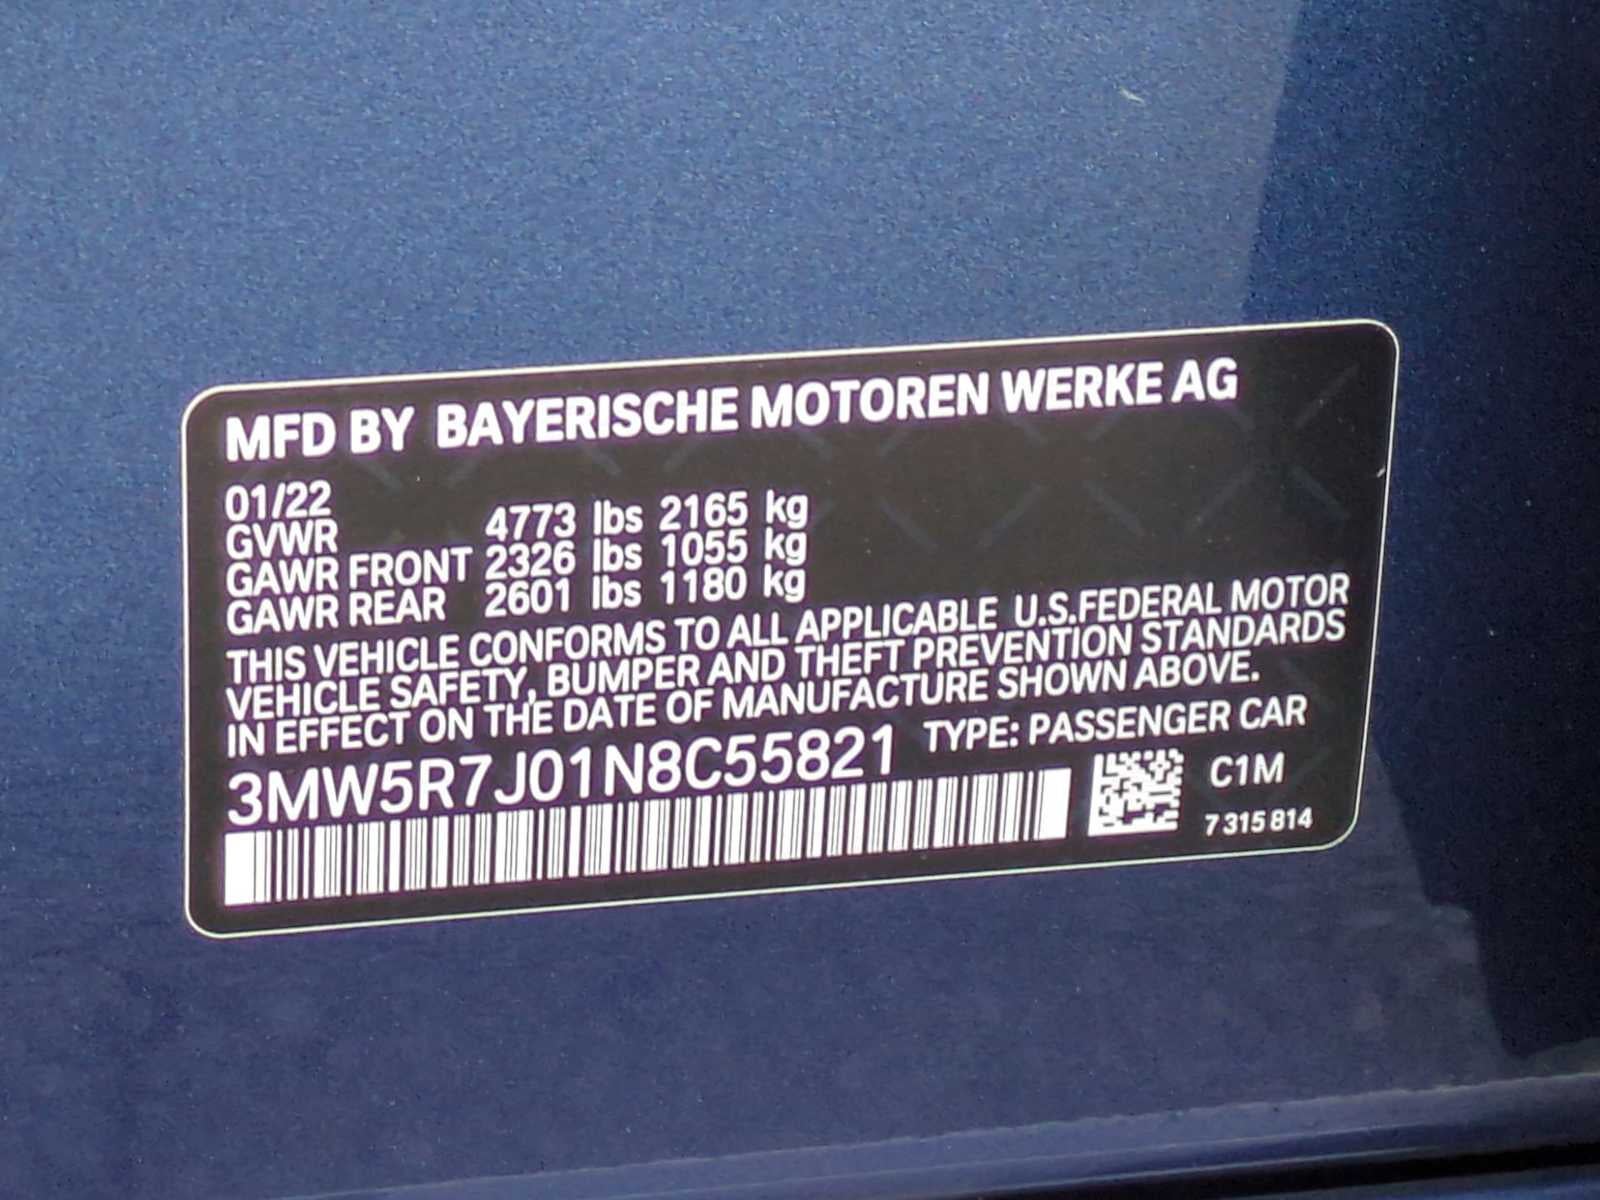 MFD BY BAYERISCHE MOTOREN WERKE AG
01/22
GVWR 4773 lbs 2165 kg
GAWR FRONT 2326 lbs 1055 kg
GAWR REAR 2601 lbs 1180 kg
THIS VEHICLE CONFORMS TO ALL APPLICABLE U.S.FEDERAL MOTOR
VEHICLE SAFETY, BUMPER AND THEFT PREVENTION STANDARDS
IN EFFECT ON THE DATE OF MANUFACTURE SHOWN ABOVE.
3MW5R7J01N8C55821 TYPE: PASSENGER CAR
C1M
7 315 814